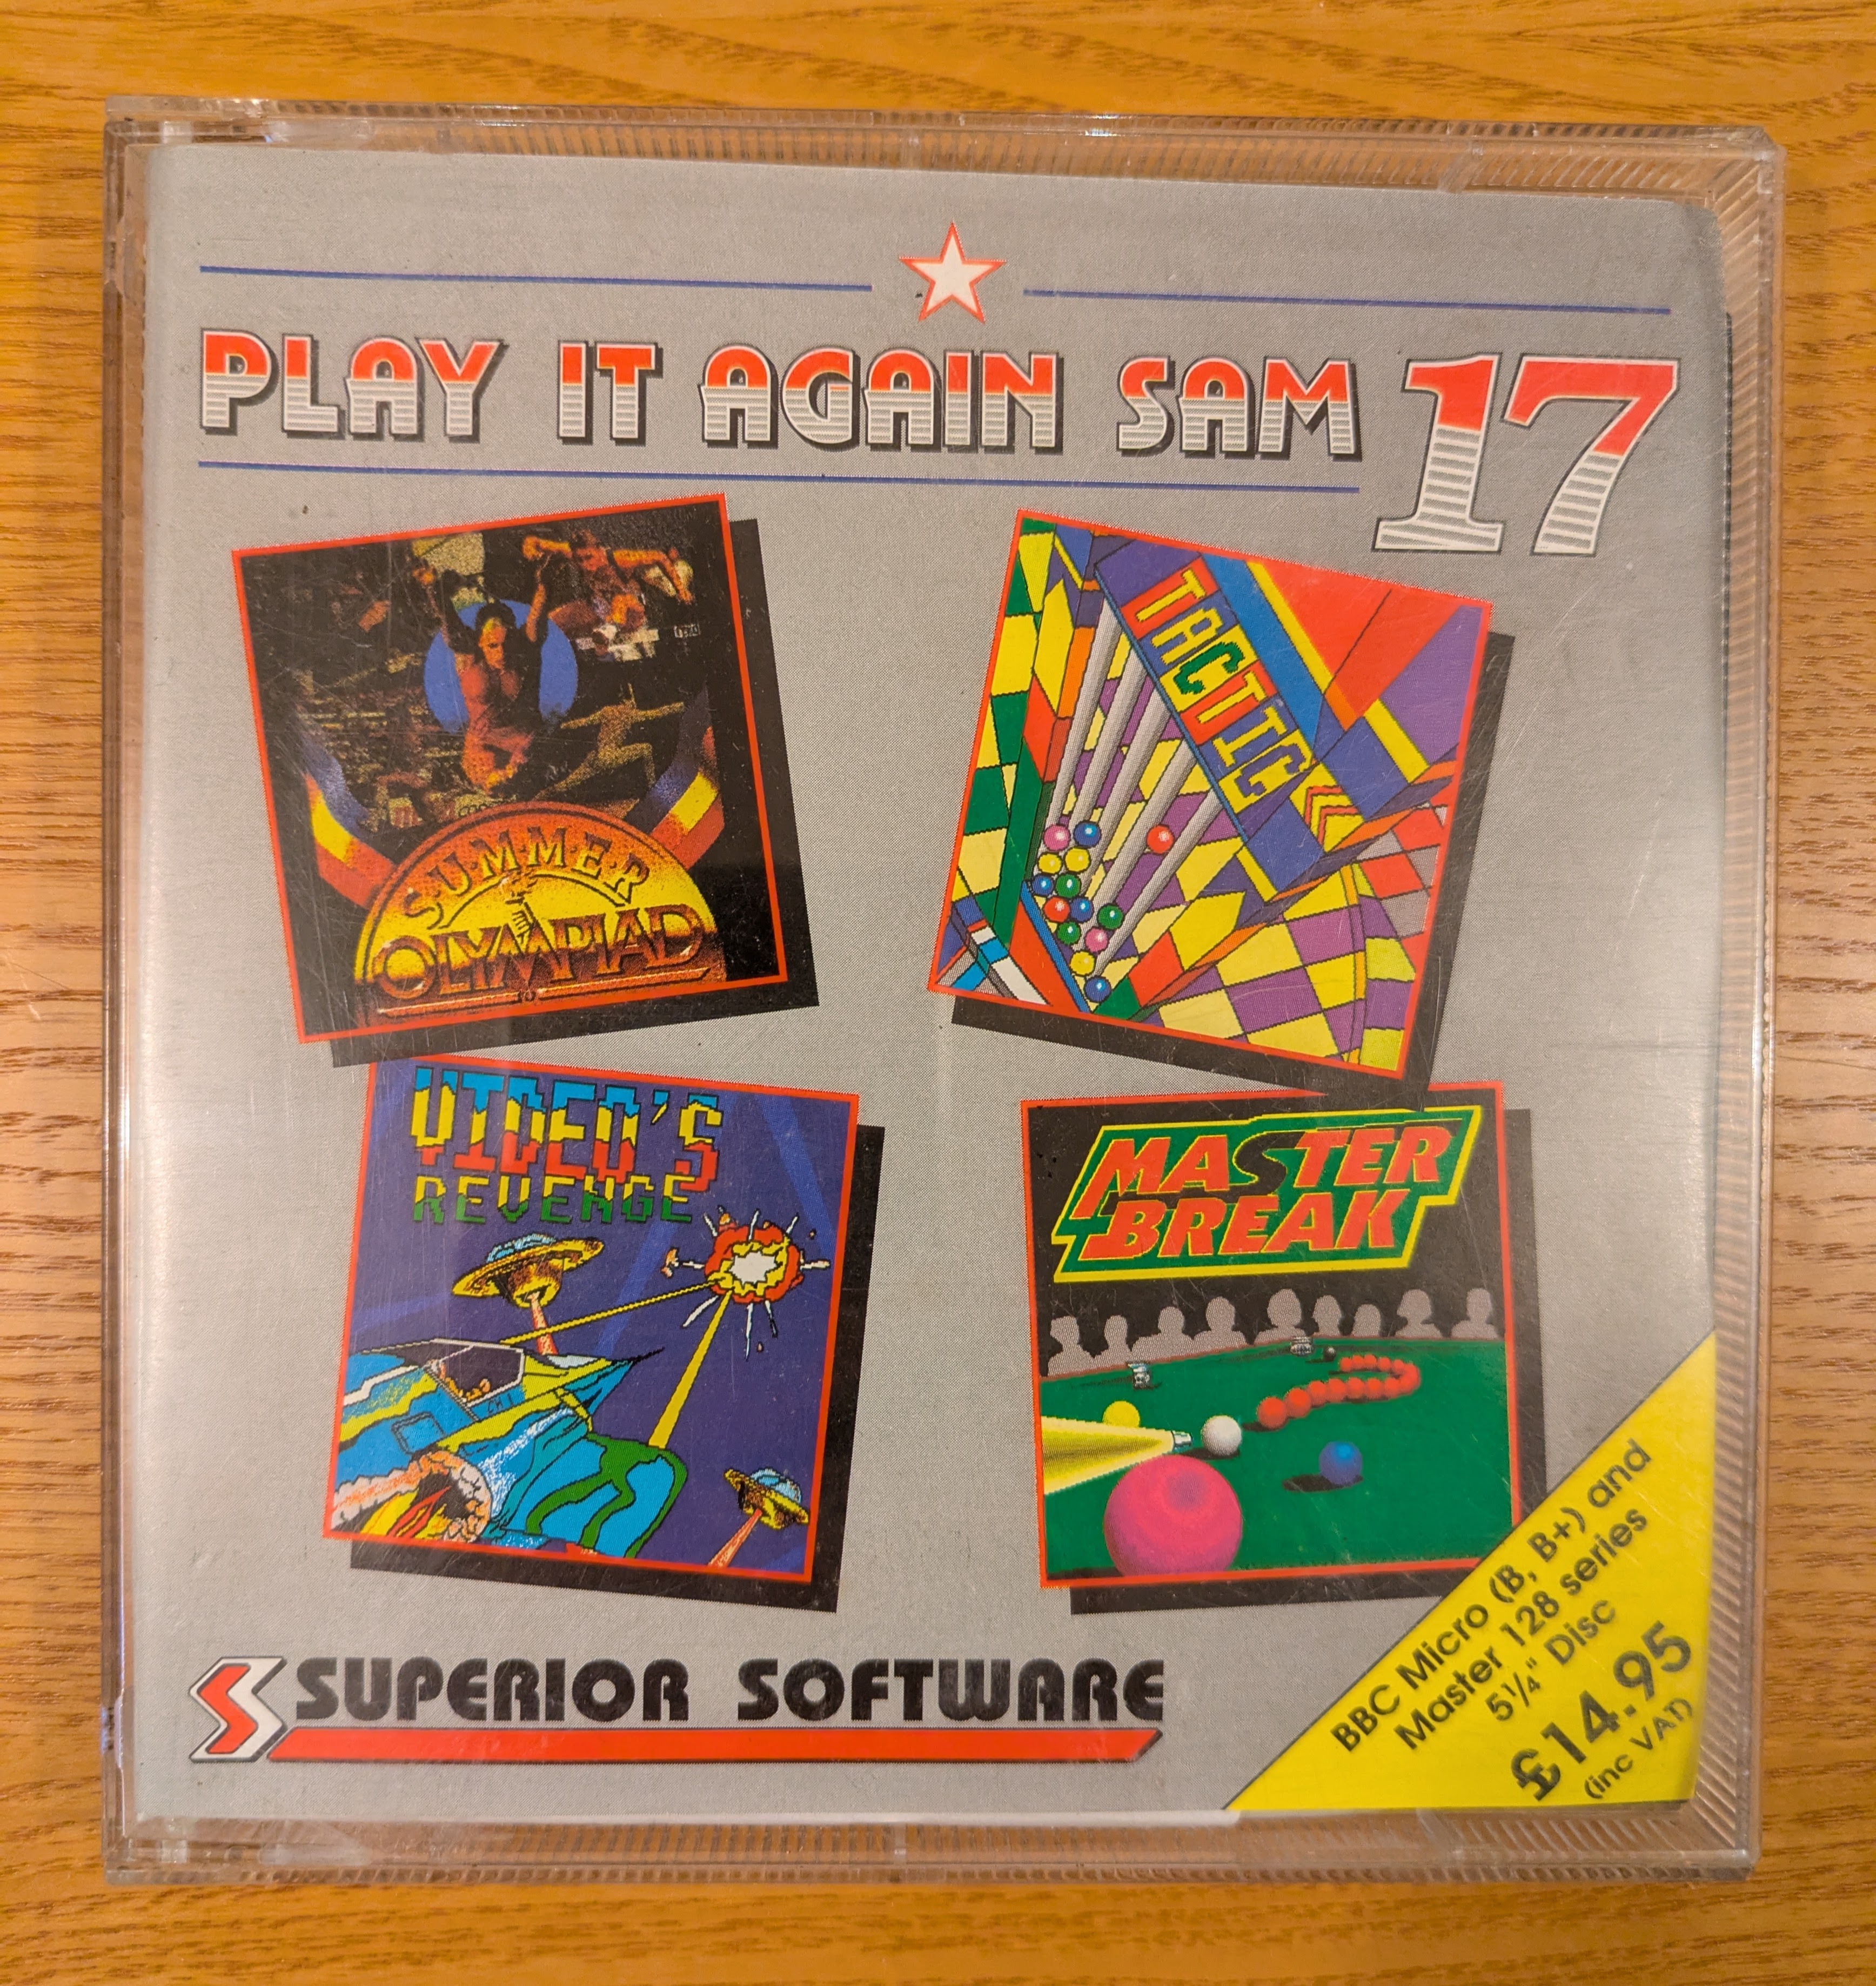 PLAY IT AGAIN SAM 17
SUMMER
OLYMPIAD
TACTIC
VIDEO'S
REVENGE
MASTER
BREAK
SUPERIOR SOFTWARE
BBC Micro (B, B+) and
Master 128 series
5¼" Disc
£14.95
(inc VAT)